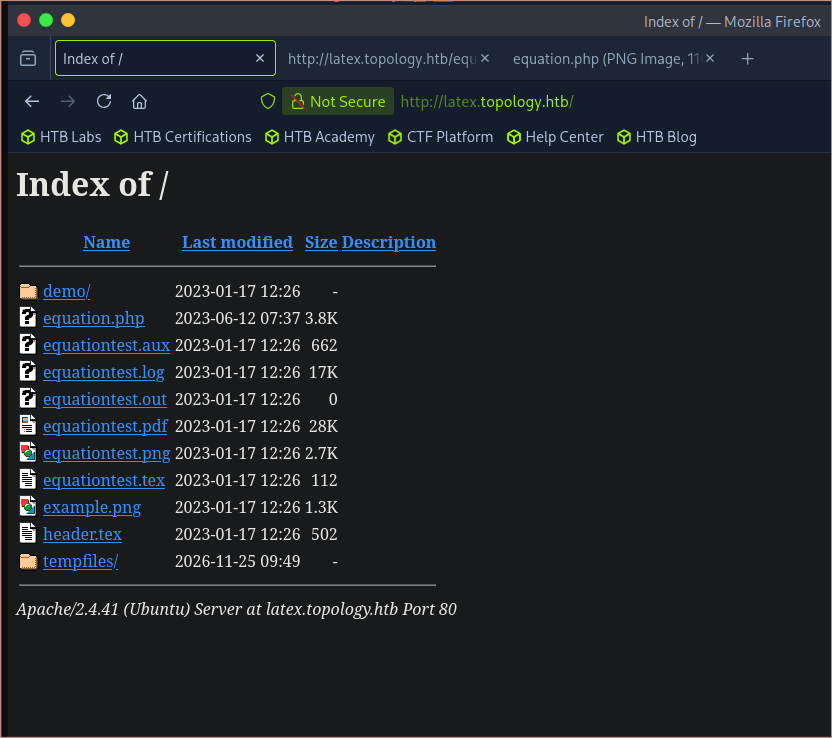 Index of / — Mozilla Firefox
Index of /
http://latex.topology.htb/equ
equation.php (PNG Image, 11
Not Secure http://latex.topology.htb/
HTB Labs HTB Certifications HTB Academy CTF Platform Help Center HTB Blog
Index of /
Name Last modified Size Description
demo/ 2023-01-17 12:26 -
equation.php 2023-06-12 07:37 3.8K
equationtest.aux 2023-01-17 12:26 662
equationtest.log 2023-01-17 12:26 17K
equationtest.out 2023-01-17 12:26 0
equationtest.pdf 2023-01-17 12:26 28K
equationtest.png 2023-01-17 12:26 2.7K
equationtest.tex 2023-01-17 12:26 112
example.png 2023-01-17 12:26 1.3K
header.tex 2023-01-17 12:26 502
tempfiles/ 2026-11-25 09:49 -
Apache/2.4.41 (Ubuntu) Server at latex.topology.htb Port 80